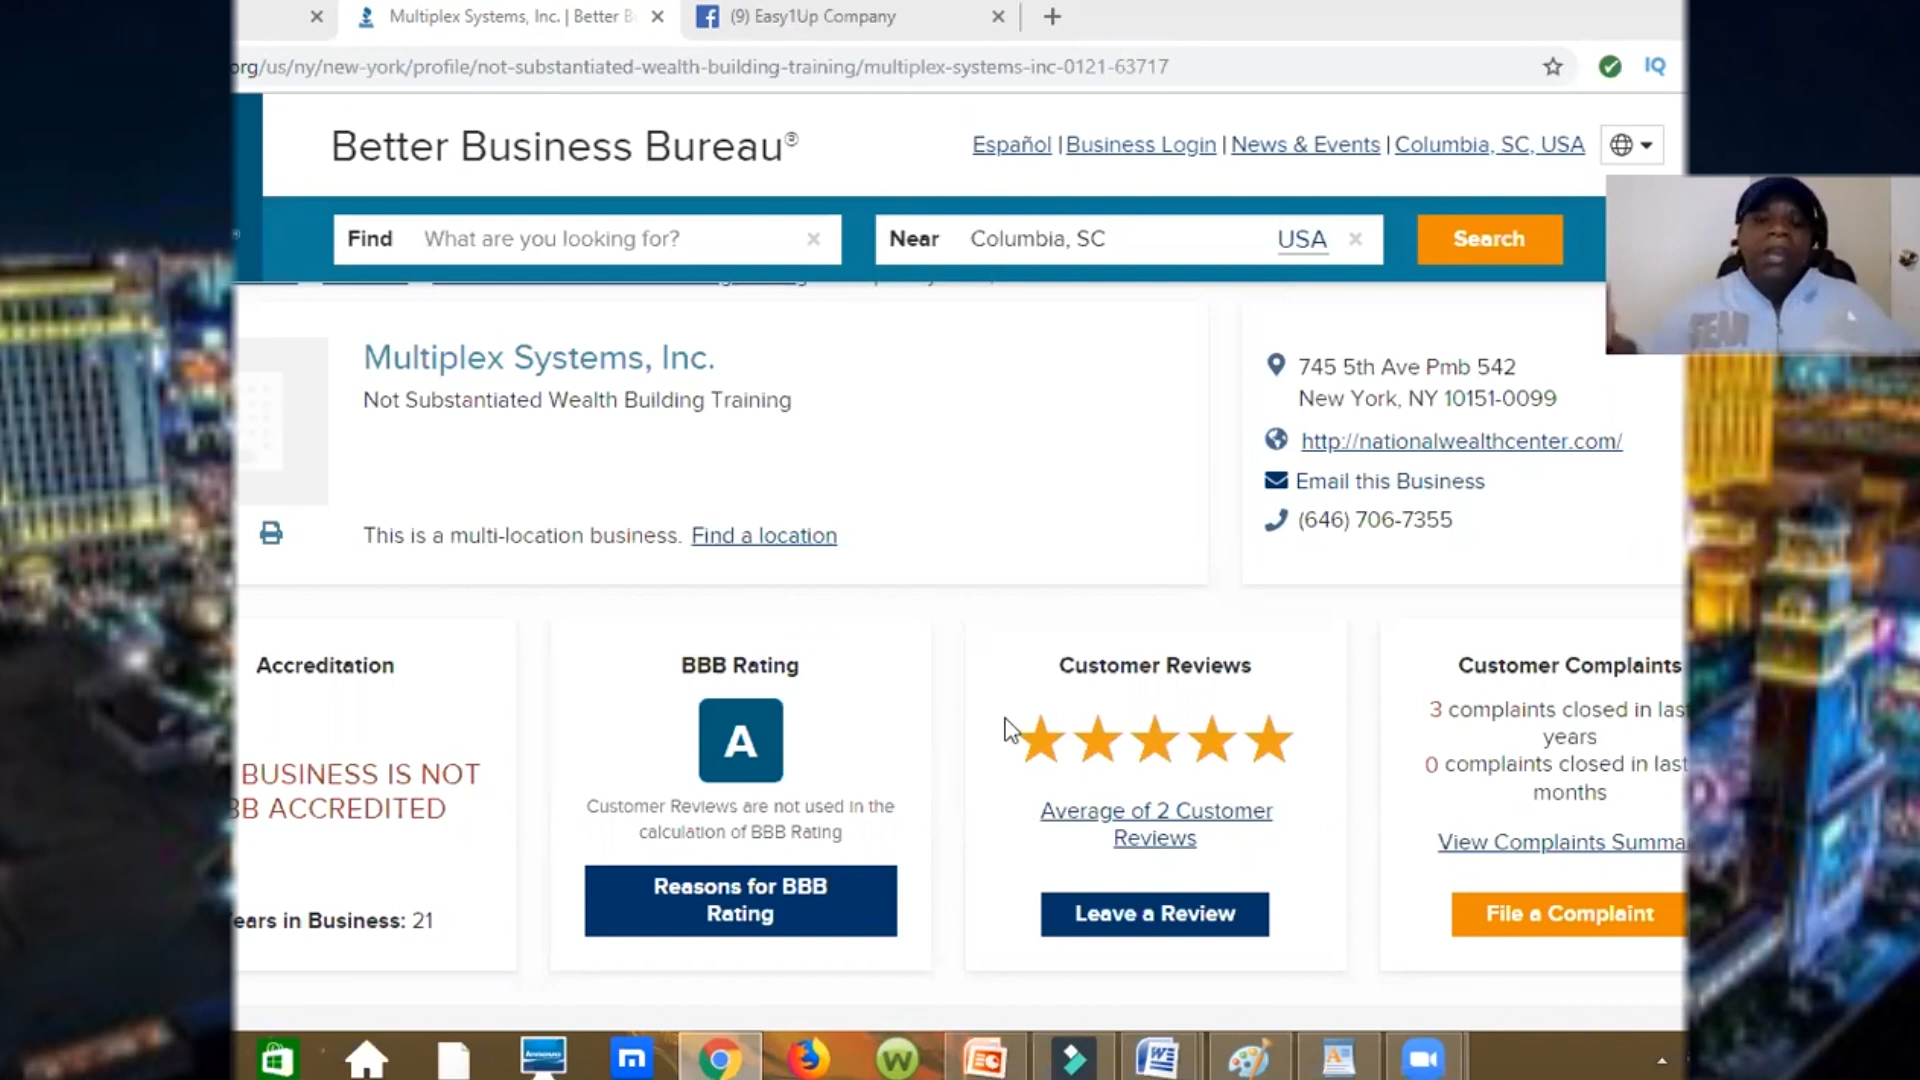 Multiplex Systems, Inc. | Better B
(9) Easy1Up Company
org/us/ny/new-york/profile/not-substantiated-wealth-building-training/multiplex-systems-inc-0121-63717
IQ
Better Business Bureau®
Español | Business Login | News & Events | Columbia, SC, USA
Find What are you looking for?
Near Columbia, SC USA
Search
Multiplex Systems, Inc.
Not Substantiated Wealth Building Training
This is a multi-location business. Find a location
745 5th Ave Pmb 542
New York, NY 10151-0099
http://nationalwealthcenter.com/
Email this Business
(646) 706-7355
Accreditation
BUSINESS IS NOT
BB ACCREDITED
ears in Business: 21
BBB Rating
A
Customer Reviews are not used in the
calculation of BBB Rating
Reasons for BBB
Rating
Customer Reviews
Average of 2 Customer
Reviews
Leave a Review
Customer Complaints
3 complaints closed in las
years
0 complaints closed in last
months
View Complaints Summa
File a Complaint
lenovo